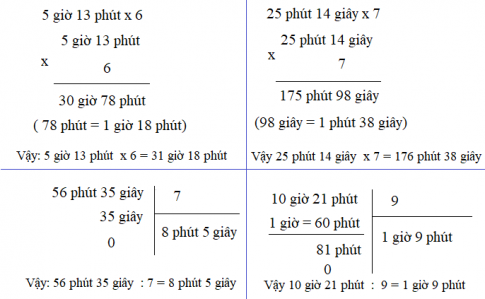 5 giờ 13 phút x 6
5 giờ 13 phút
x
6
30 giờ 78 phút
( 78 phút = 1 giờ 18 phút)
Vậy: 5 giờ 13 phút x 6 = 31 giờ 18 phút
25 phút 14 giây x 7
25 phút 14 giây
x
7
175 phút 98 giây
(98 giây = 1 phút 38 giây)
Vậy 25 phút 14 giây x 7 = 176 phút 38 giây
56 phút 35 giây 7
35 giây
8 phút 5 giây
0
Vậy: 56 phút 35 giây : 7 = 8 phút 5 giây
10 giờ 21 phút 9
1 giờ = 60 phút
1 giờ 9 phút
81 phút
0
Vậy 10 giờ 21 phút : 9 = 1 giờ 9 phút